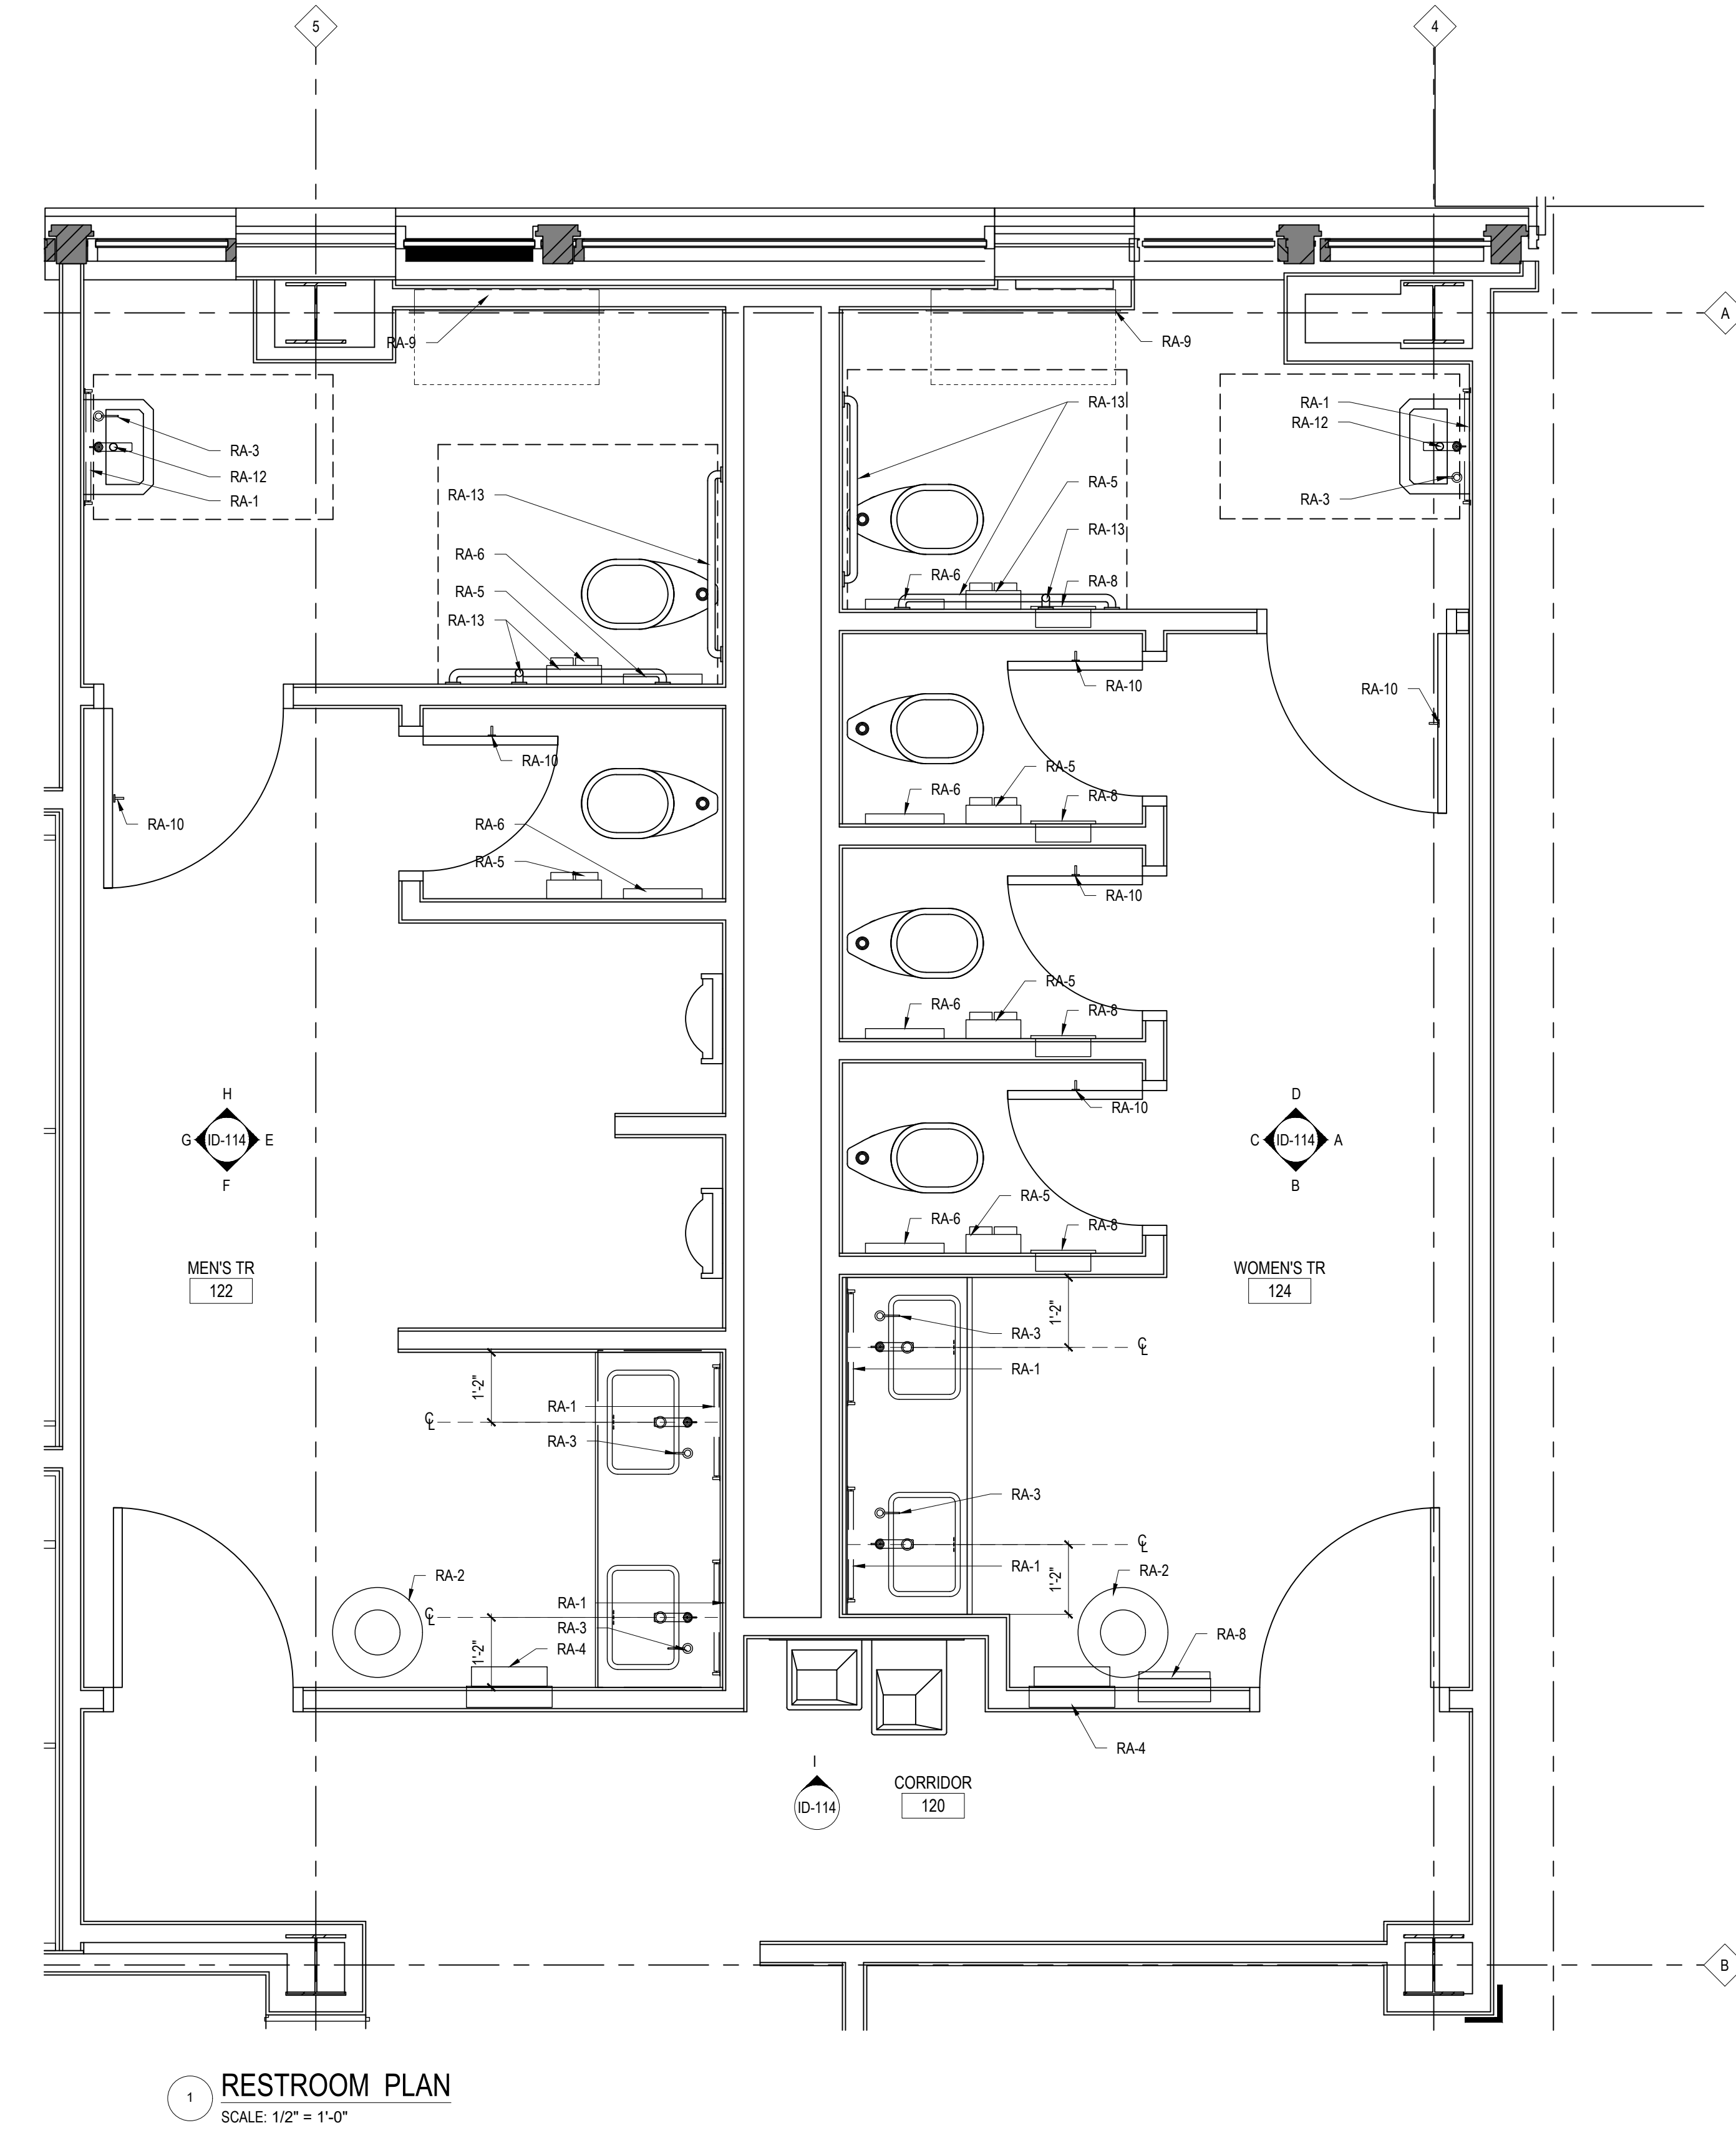 5
4
A
RA-9
RA-9
RA-13
RA-1
RA-12
RA-3
RA-12
RA-1
RA-3
RA-13
RA-5
RA-13
RA-6
RA-8
RA-6
RA-5
RA-13
RA-10
RA-10
RA-10
RA-5
RA-6
RA-8
RA-10
RA-6
RA-5
RA-10
RA-5
RA-6
RA-8
RA-10
H
G ID-114 E
F
D
C ID-114 A
B
RA-5
RA-6
RA-8
MEN'S TR
122
WOMEN'S TR
124
1'-2"
RA-3
CL
RA-1
1'-2"
RA-1
CL
RA-3
RA-3
CL
RA-1
1'-2"
RA-2
RA-2
CL
RA-1
RA-3
RA-4
1'-2"
RA-8
RA-4
I
ID-114
CORRIDOR
120
B
1
RESTROOM PLAN
SCALE: 1/2" = 1'-0"